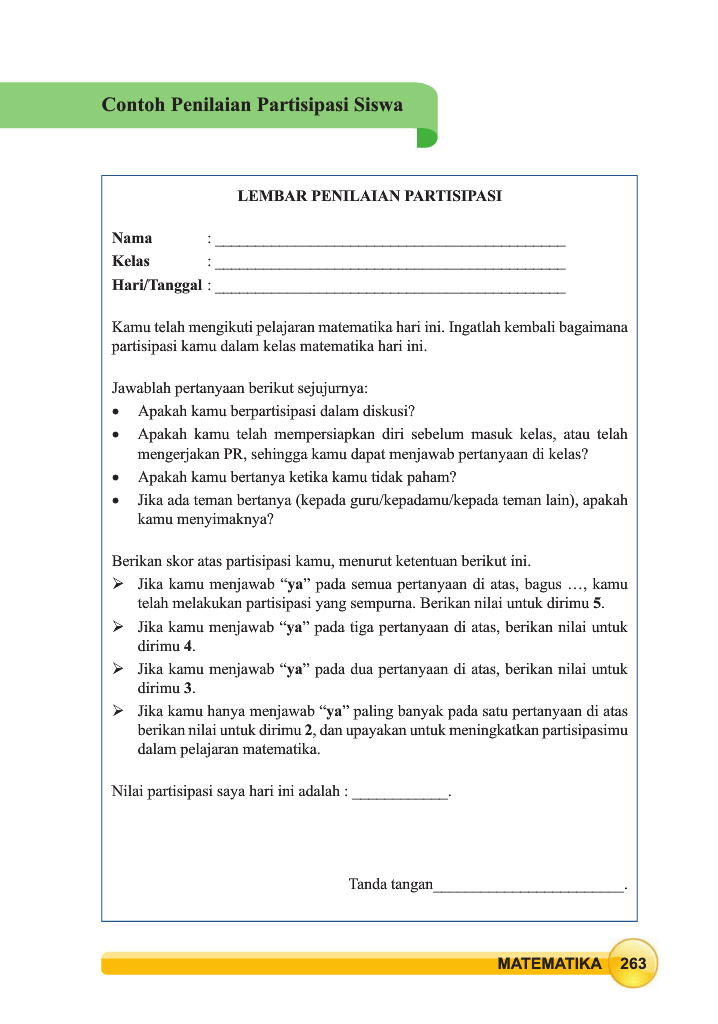 Contoh Penilaian Partisipasi Siswa
LEMBAR PENILAIAN PARTISIPASI
Nama : ____________________________________________
Kelas : ____________________________________________
Hari/Tanggal : ____________________________________________
Kamu telah mengikuti pelajaran matematika hari ini. Ingatlah kembali bagaimana
partisipasi kamu dalam kelas matematika hari ini.
Jawablah pertanyaan berikut sejujurnya:
• Apakah kamu berpartisipasi dalam diskusi?
• Apakah kamu telah mempersiapkan diri sebelum masuk kelas, atau telah
mengerjakan PR, sehingga kamu dapat menjawab pertanyaan di kelas?
• Apakah kamu bertanya ketika kamu tidak paham?
• Jika ada teman bertanya (kepada guru/kepadamu/kepada teman lain), apakah
kamu menyimaknya?
Berikan skor atas partisipasi kamu, menurut ketentuan berikut ini.
➢ Jika kamu menjawab “ya” pada semua pertanyaan di atas, bagus …, kamu
telah melakukan partisipasi yang sempurna. Berikan nilai untuk dirimu 5.
➢ Jika kamu menjawab “ya” pada tiga pertanyaan di atas, berikan nilai untuk
dirimu 4.
➢ Jika kamu menjawab “ya” pada dua pertanyaan di atas, berikan nilai untuk
dirimu 3.
➢ Jika kamu hanya menjawab “ya” paling banyak pada satu pertanyaan di atas
berikan nilai untuk dirimu 2, dan upayakan untuk meningkatkan partisipasimu
dalam pelajaran matematika.
Nilai partisipasi saya hari ini adalah : ____________.
Tanda tangan________________________.
MATEMATIKA 263